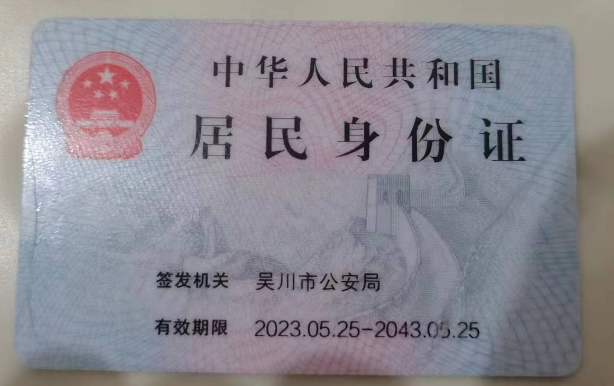 中华人民共和国
居民身份证
签发机关 吴川市公安局
有效期限 2023.05.25-2043.05.25